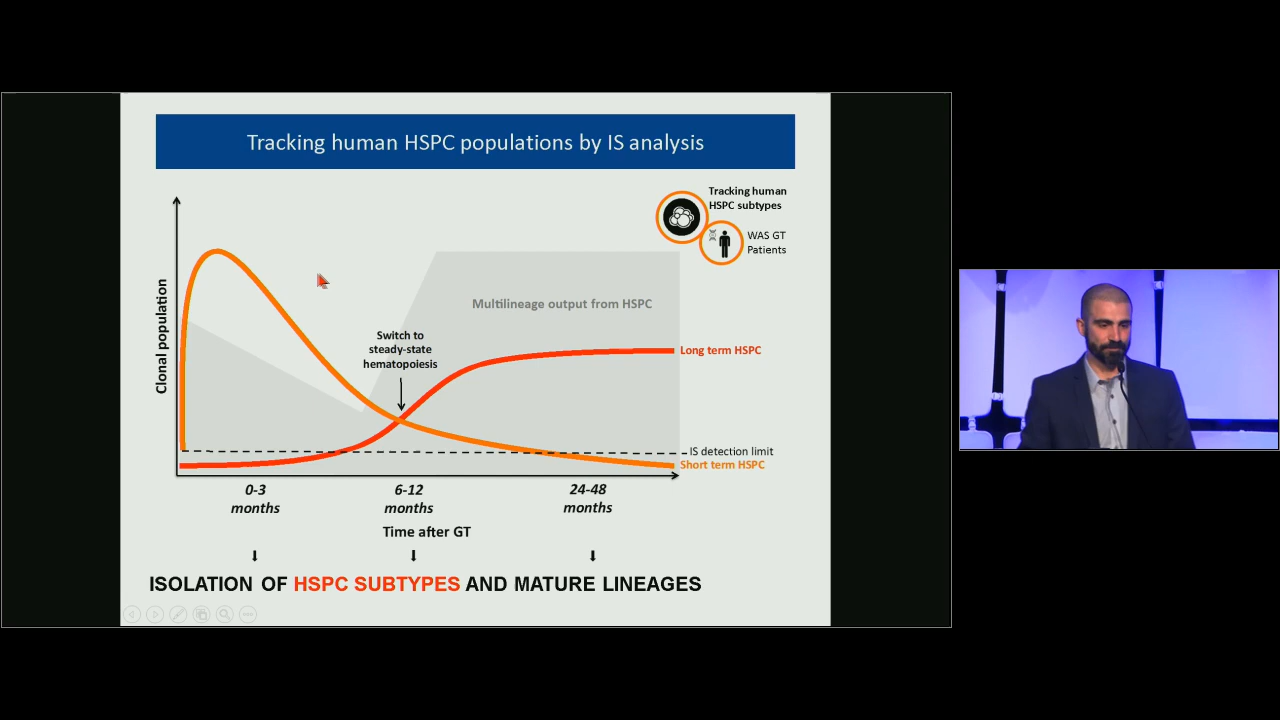 Tracking human HSPC populations by IS analysis
Tracking human
HSPC subtypes
WAS GT
Patients
Clonal population
Multilineage output from HSPC
Switch to
steady-state
hematopoiesis
Long term HSPC
IS detection limit
Short term HSPC
0-3
months
6-12
months
24-48
months
Time after GT
ISOLATION OF HSPC SUBTYPES AND MATURE LINEAGES